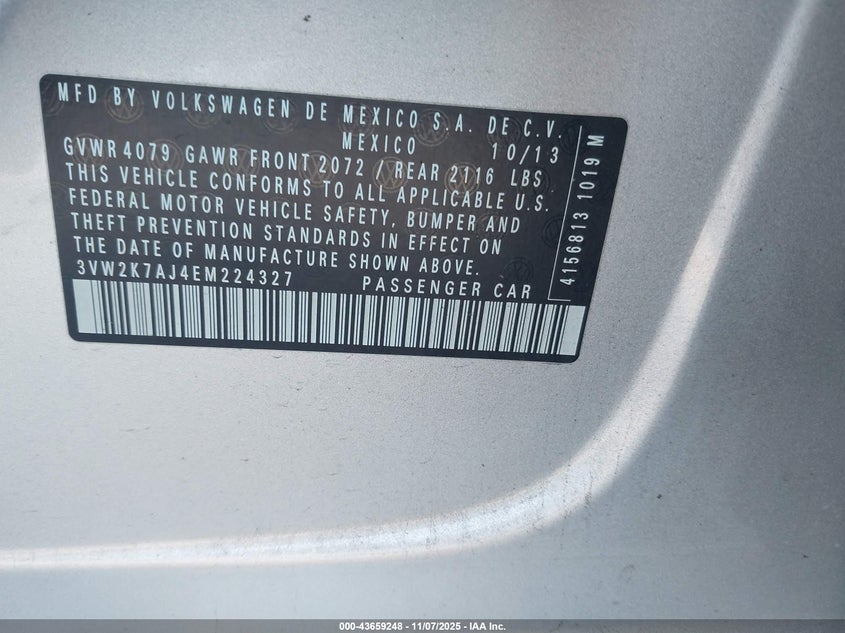 MFD BY VOLKSWAGEN DE MEXICO S.A. DE C.V.
MEXICO 10/13
GVWR 4079 GAWR FRONT 2072 / REAR 2116 LBS
THIS VEHICLE CONFORMS TO ALL APPLICABLE U.S.
FEDERAL MOTOR VEHICLE SAFETY, BUMPER AND
THEFT PREVENTION STANDARDS IN EFFECT ON
THE DATE OF MANUFACTURE SHOWN ABOVE.
3VW2K7AJ4EM224327 PASSENGER CAR
4156813 1019 M
000-43659248 - 11/07/2025 - IAA Inc.